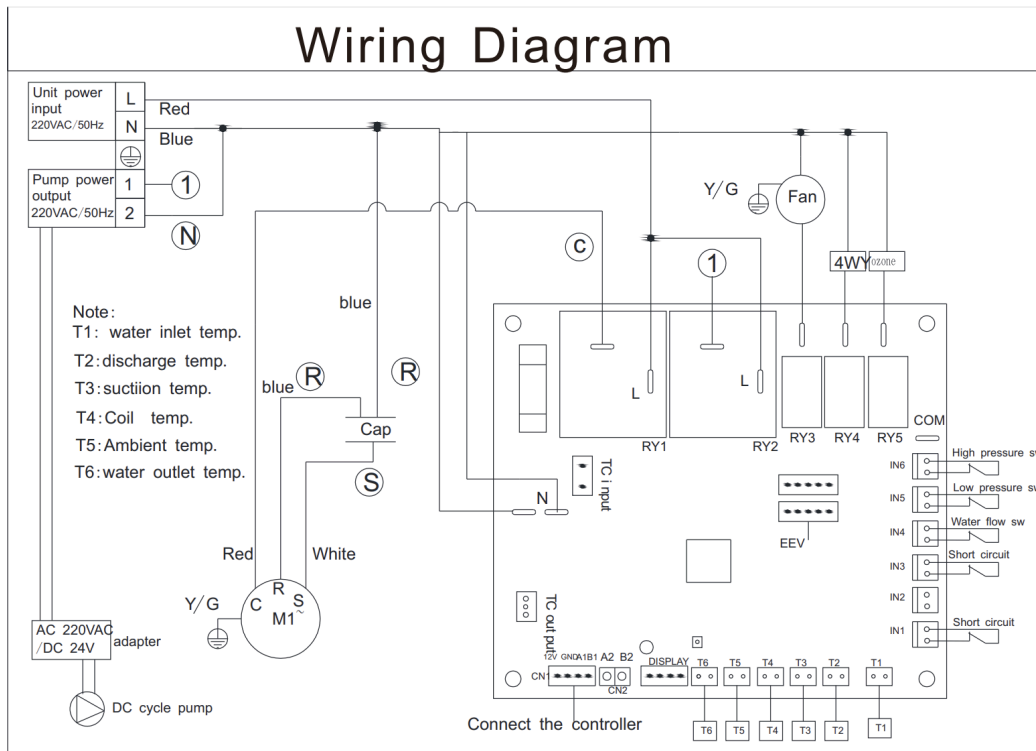 Wiring Diagram
Unit power
input
220VAC/50Hz
L
N
Red
Blue
Pump power
output
220VAC/50Hz
1
2
1
N
Y/G
Fan
C
1
4WY
ozone
Note:
T1: water inlet temp.
T2:discharge temp.
T3:suctiion temp.
T4:Coil temp.
T5:Ambient temp.
T6:water outlet temp.
blue
blue
R
R
Cap
S
L
L
RY1
RY2
RY3
RY4
RY5
COM
TC input
N
EEV
IN6
High pressure sw
IN5
Low pressure sw
IN4
Water flow sw
IN3
Short circuit
IN2
IN1
Short circuit
Red
White
Y/G
C
R
S
M1~
TC output
AC 220VAC
/DC 24V
adapter
DC cycle pump
12V GND A1B1
A2 B2
CN1
CN2
DISPLAY
T6
T5
T4
T3
T2
T1
Connect the controller
T6
T5
T4
T3
T2
T1